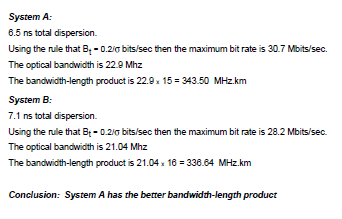 System A:
6.5 ns total dispersion.
Using the rule that Bt = 0.2/σ bits/sec then the maximum bit rate is 30.7 Mbits/sec.
The optical bandwidth is 22.9 Mhz
The bandwidth-length product is 22.9 x 15 = 343.50 MHz.km
System B:
7.1 ns total dispersion.
Using the rule that Bt = 0.2/σ bits/sec then the maximum bit rate is 28.2 Mbits/sec.
The optical bandwidth is 21.04 Mhz
The bandwidth-length product is 21.04 x 16 = 336.64 MHz.km
Conclusion: System A has the better bandwidth-length product